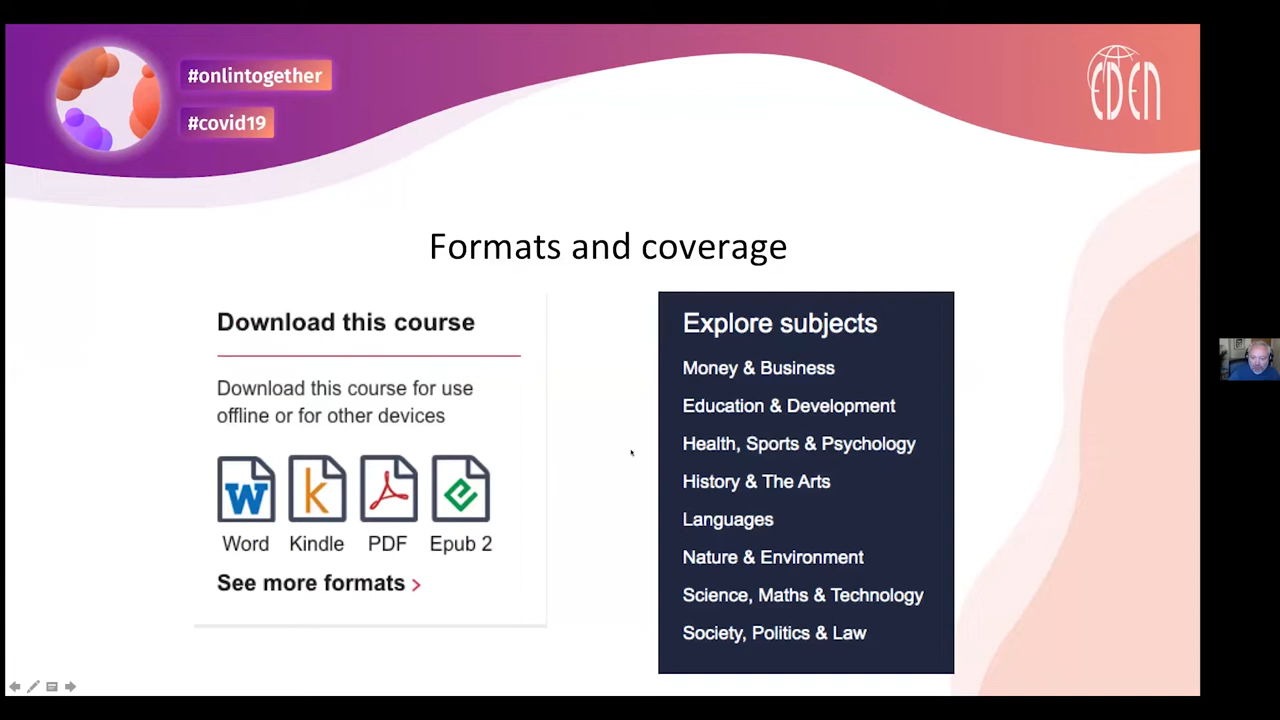 #onlintogether
#covid19
EDEN
Formats and coverage
Download this course
Download this course for use
offline or for other devices
Word Kindle PDF Epub 2
See more formats >
Explore subjects
Money & Business
Education & Development
Health, Sports & Psychology
History & The Arts
Languages
Nature & Environment
Science, Maths & Technology
Society, Politics & Law